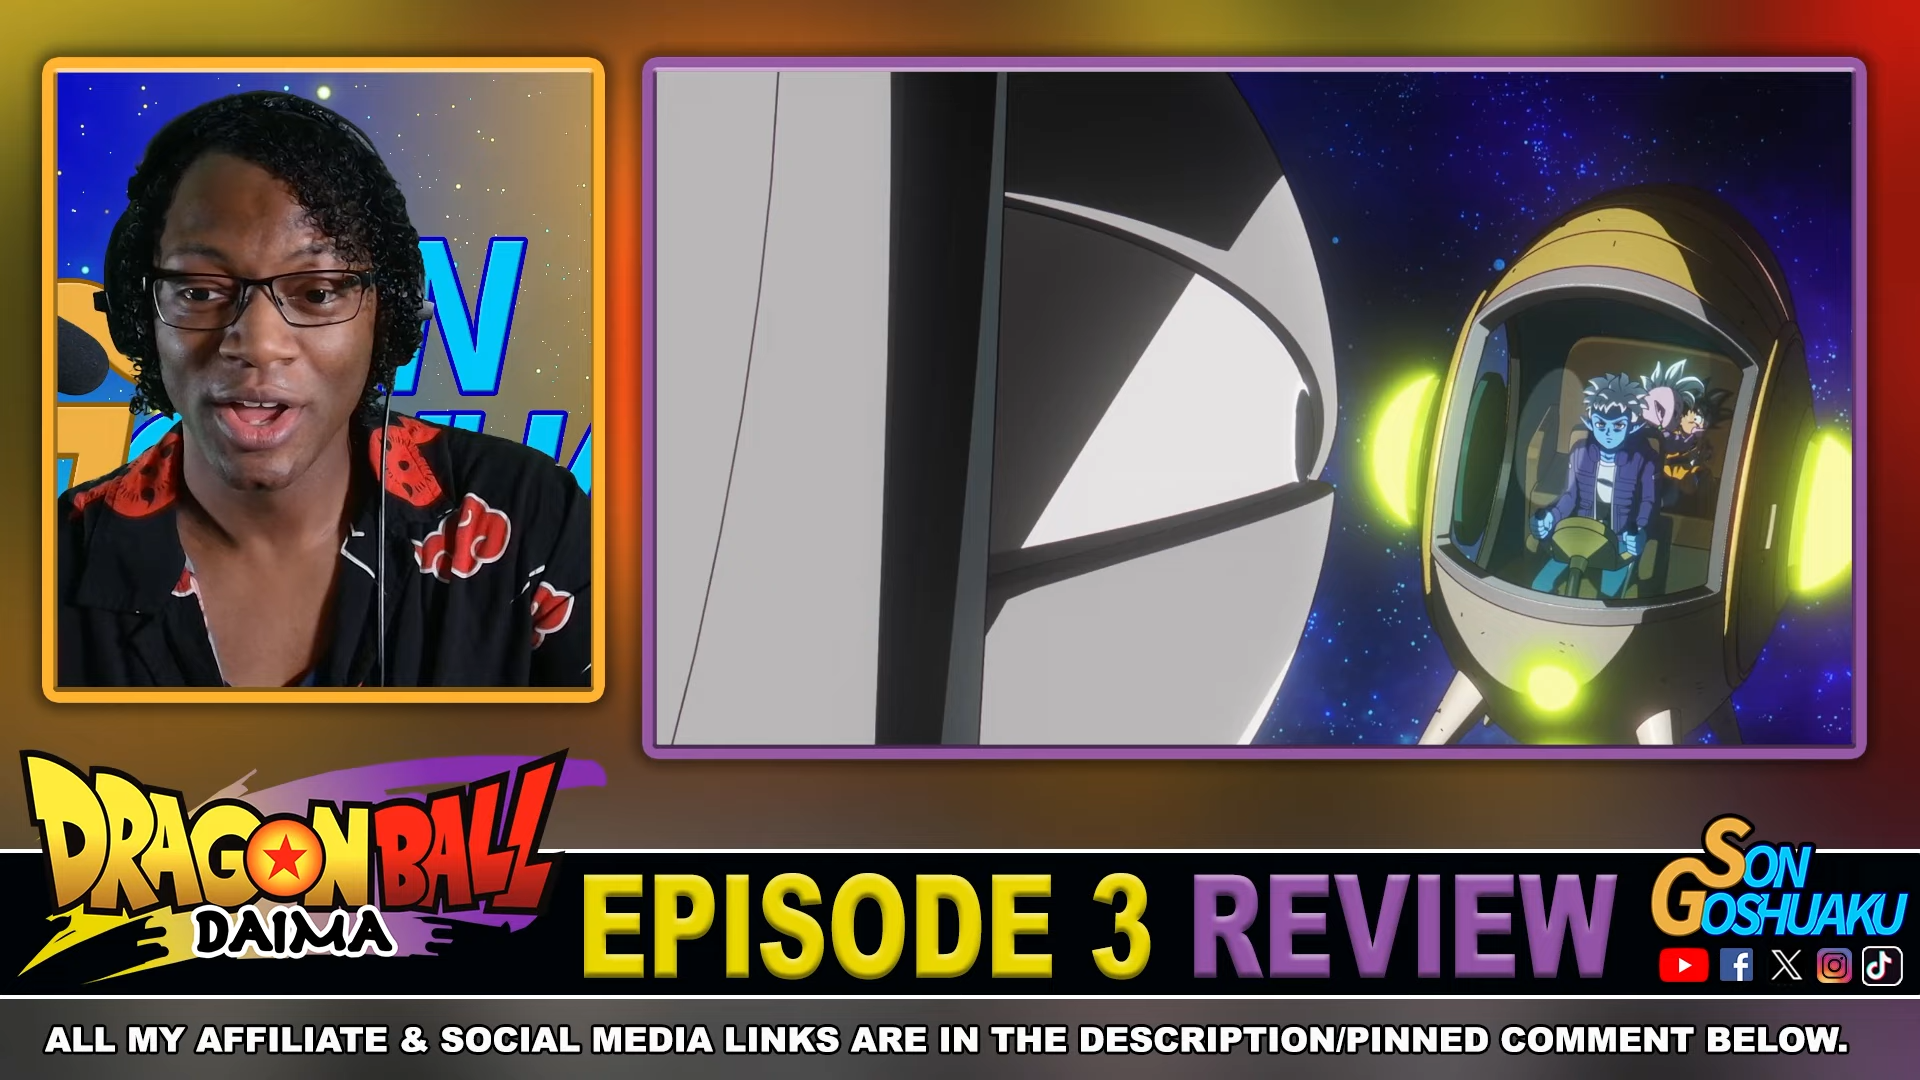 DRAGON BALL
DAIMA
EPISODE 3 REVIEW
SON
GOSHUAKU
ALL MY AFFILIATE & SOCIAL MEDIA LINKS ARE IN THE DESCRIPTION/PINNED COMMENT BELOW.